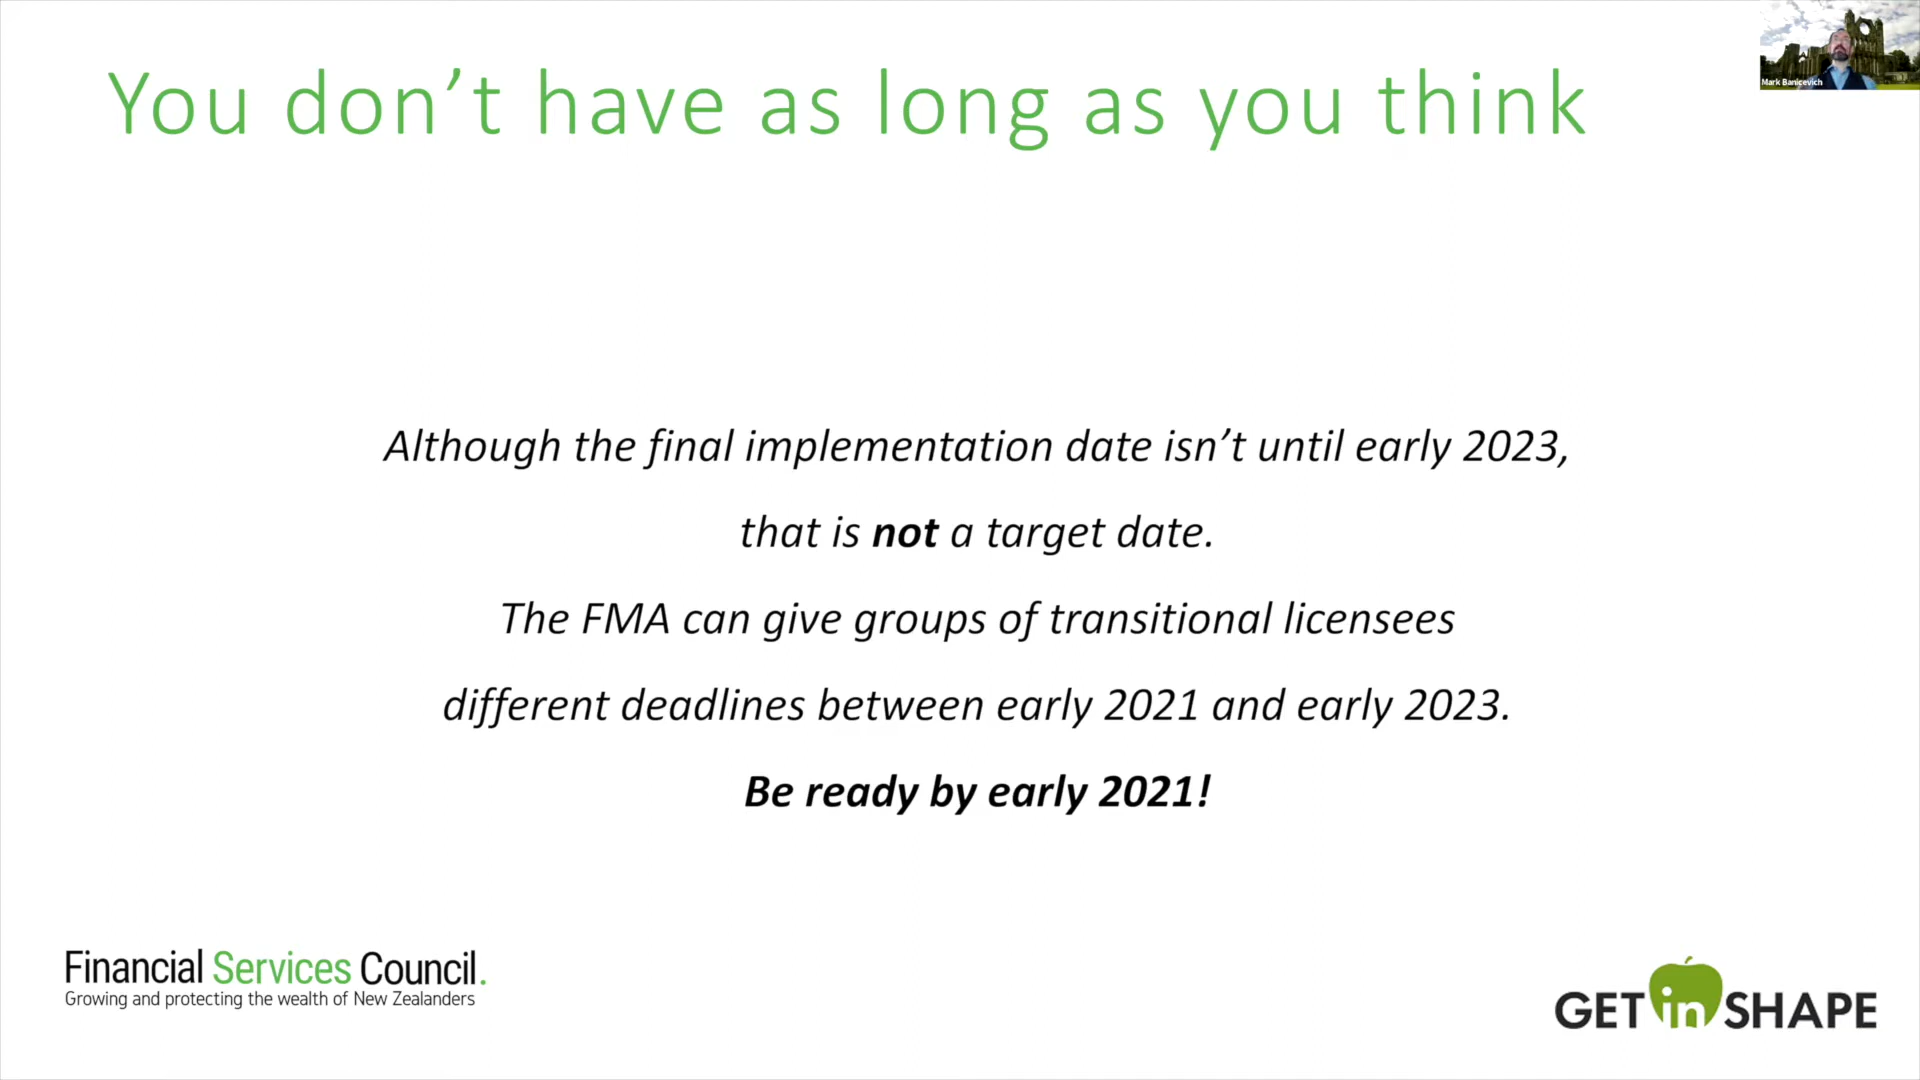 You don’t have as long as you think
Mark Banicevich
Although the final implementation date isn’t until early 2023,
that is not a target date.
The FMA can give groups of transitional licensees
different deadlines between early 2021 and early 2023.
Be ready by early 2021!
Financial Services Council.
Growing and protecting the wealth of New Zealanders
GET in SHAPE